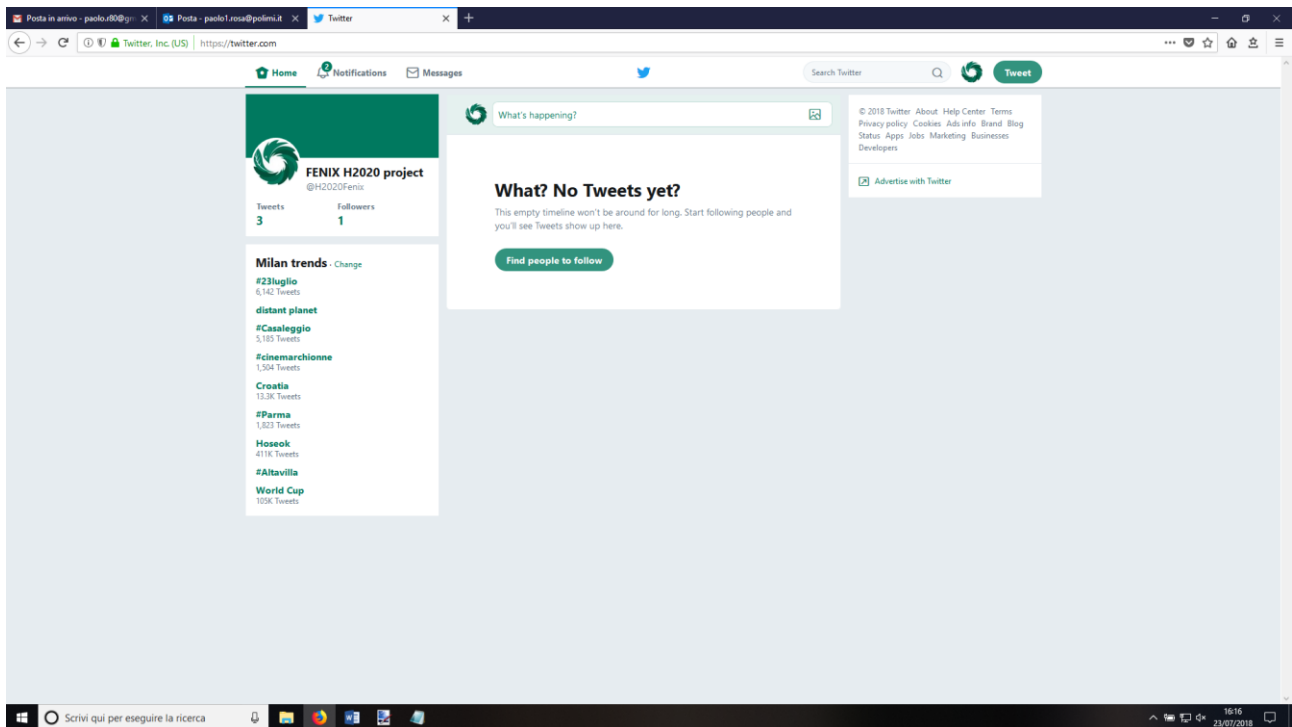 Posta in arrivo - paolo.r80@gm
Posta - paolo1.rosa@polimi.it
Twitter
Twitter, Inc. (US)
https://twitter.com
Home
2
Notifications
Messages
Search Twitter
Tweet
FENIX H2020 project
@H2020Fenix
Tweets Followers
3 1
Milan trends · Change
#23luglio
6,142 Tweets
distant planet
#Casaleggio
5,185 Tweets
#cinemarchionne
1,504 Tweets
Croatia
13.3K Tweets
#Parma
1,823 Tweets
Hoseok
411K Tweets
#Altavilla
World Cup
105K Tweets
What's happening?
What? No Tweets yet?
This empty timeline won't be around for long. Start following people and
you'll see Tweets show up here.
Find people to follow
© 2018 Twitter About Help Center Terms
Privacy policy Cookies Ads info Brand Blog
Status Apps Jobs Marketing Businesses
Developers
Advertise with Twitter
Scrivi qui per eseguire la ricerca
16:16
23/07/2018